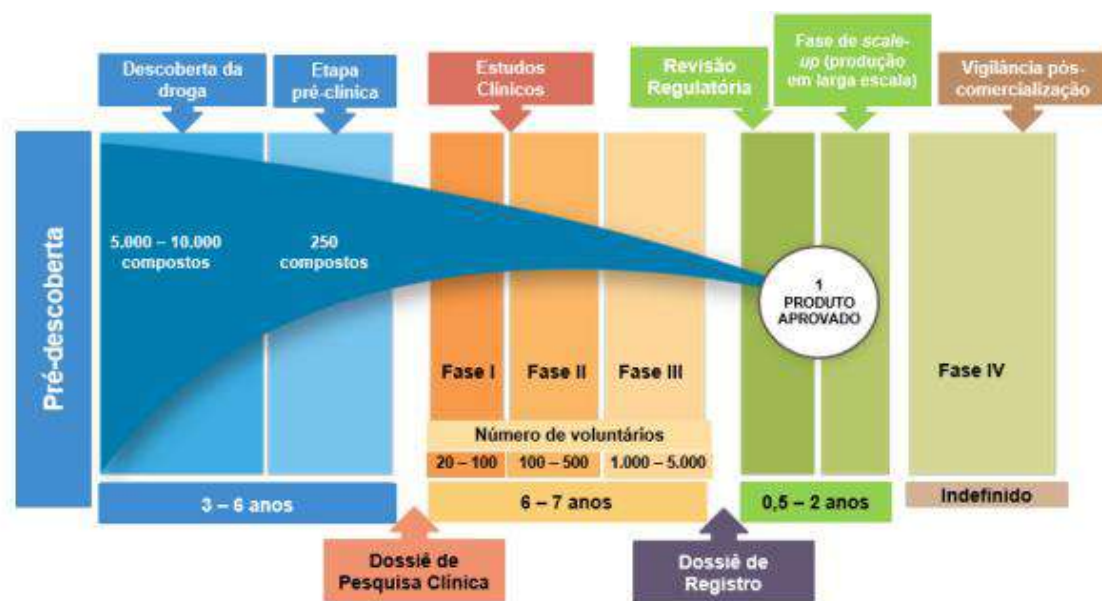 Descoberta da
droga
Etapa
pré-clínica
Estudos
Clínicos
Revisão
Regulatória
Fase de scale-
up (produção
em larga escala)
Vigilância pós-
comercialização
Pré-descoberta
5.000 – 10.000
compostos
250
compostos
1
PRODUTO
APROVADO
Fase I
Fase II
Fase III
Fase IV
Número de voluntários
20 – 100
100 – 500
1.000 – 5.000
3 – 6 anos
6 – 7 anos
0,5 – 2 anos
Indefinido
Dossiê de
Pesquisa Clínica
Dossiê de
Registro